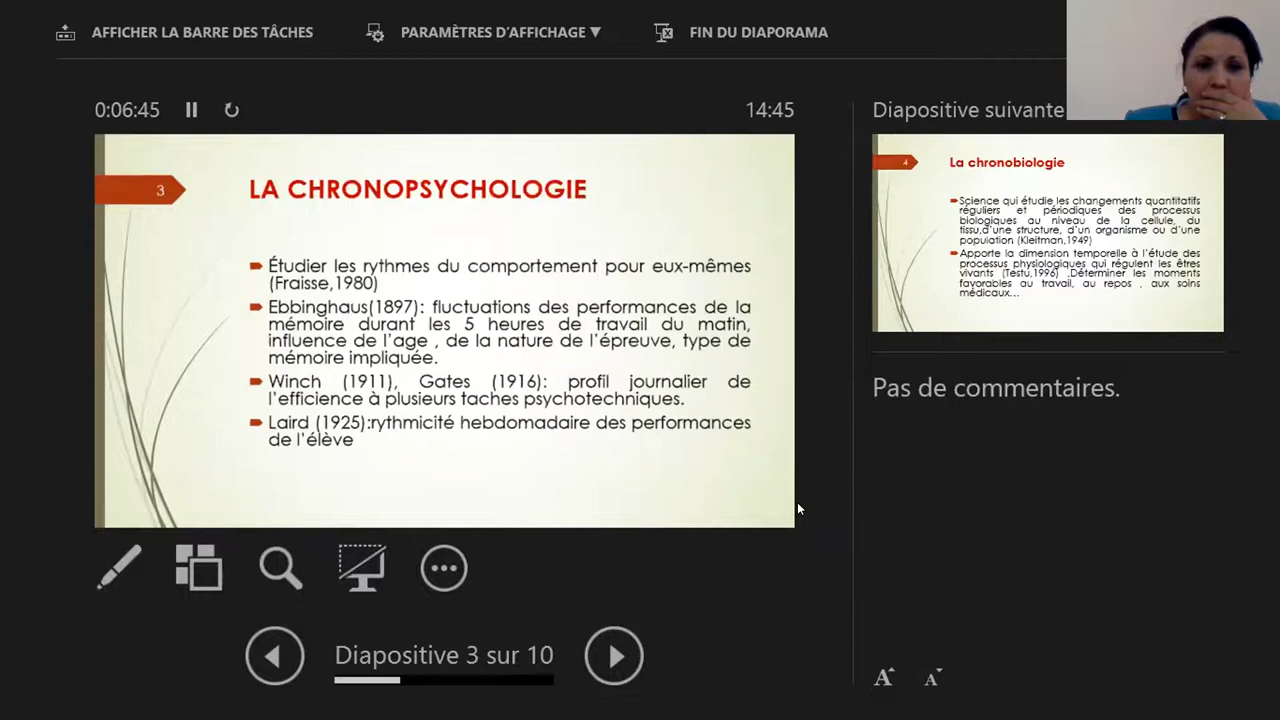 AFFICHER LA BARRE DES TÂCHES
PARAMÈTRES D'AFFICHAGE ▼
FIN DU DIAPORAMA
0:06:45
14:45
3
LA CHRONOPSYCHOLOGIE
Étudier les rythmes du comportement pour eux-mêmes
(Fraisse,1980)
Ebbinghaus(1897): fluctuations des performances de la
mémoire durant les 5 heures de travail du matin,
influence de l'age , de la nature de l'épreuve, type de
mémoire impliquée.
Winch (1911), Gates (1916): profil journalier de
l'efficience à plusieurs taches psychotechniques.
Laird (1925):rythmicité hebdomadaire des performances
de l'élève
Diapositive 3 sur 10
Diapositive suivante
4
La chronobiologie
Science qui étudie les changements quantitatifs
réguliers et périodiques des processus
biologiques au niveau de la cellule, du
tissu,d'une structure, d'un organisme ou d'une
population (Kleitman,1949)
Apporte la dimension temporelle à l'étude des
processus physiologiques qui régulent les êtres
vivants (Testu,1996) ,Déterminer les moments
favorables au travail, au repos , aux soins
médicaux...
Pas de commentaires.
A A